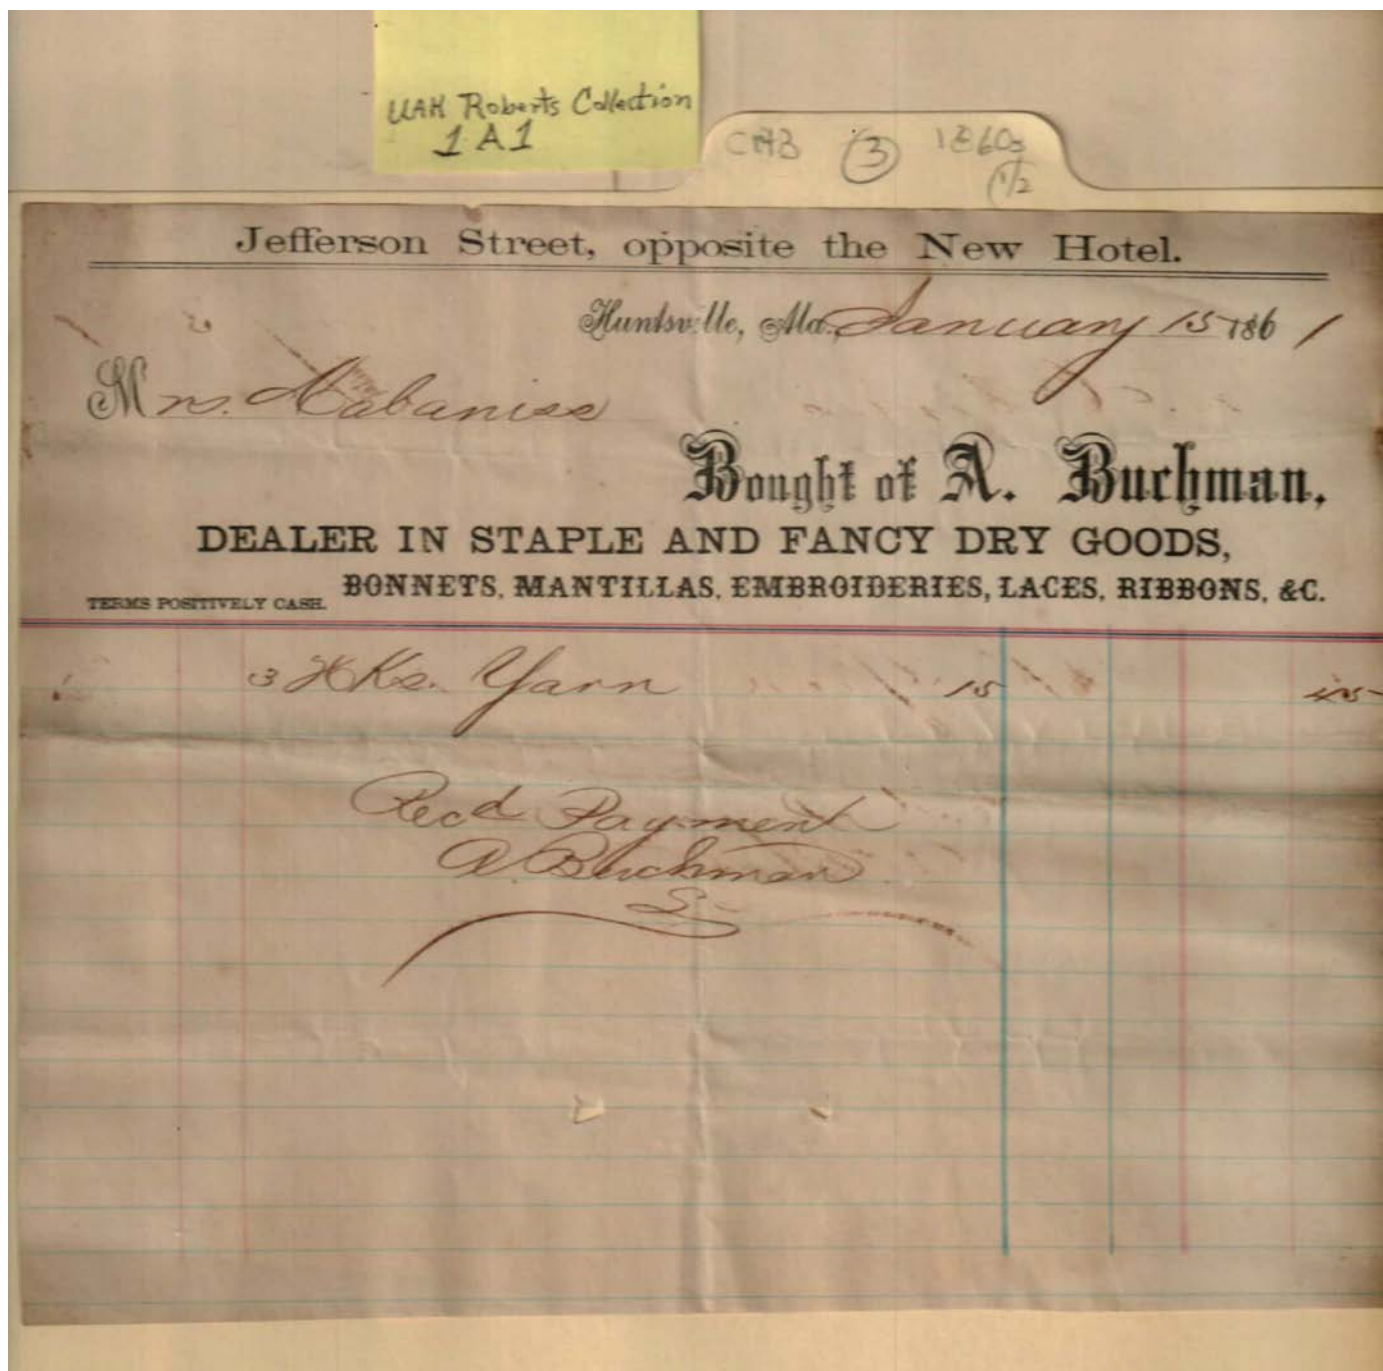 UAH Roberts Collection
1 A 1
CAB 3 1860s
1/2
Jefferson Street, opposite the New Hotel.
Huntsville, Ala., January 15 1861
Mrs. Cabaniss
Bought of A. Buchman,
DEALER IN STAPLE AND FANCY DRY GOODS,
BONNETS, MANTILLAS, EMBROIDERIES, LACES, RIBBONS, &C.
TERMS POSITIVELY CASH.
3 HKs. Yarn 15 45
Recd Payment
A. Buchman